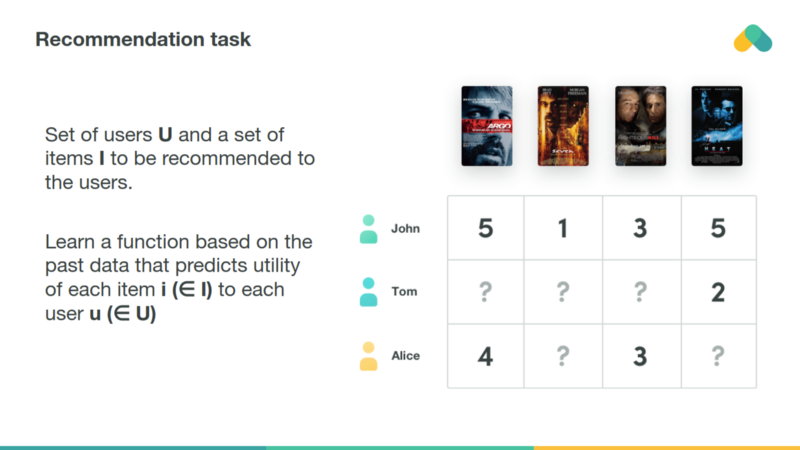 Recommendation task
Set of users U and a set of
items I to be recommended to
the users.
Learn a function based on the
past data that predicts utility
of each item i (∈ I) to each
user u (∈ U)
ARGO
HEAT
John 5 1 3 5
Tom ? ? ? 2
Alice 4 ? 3 ?